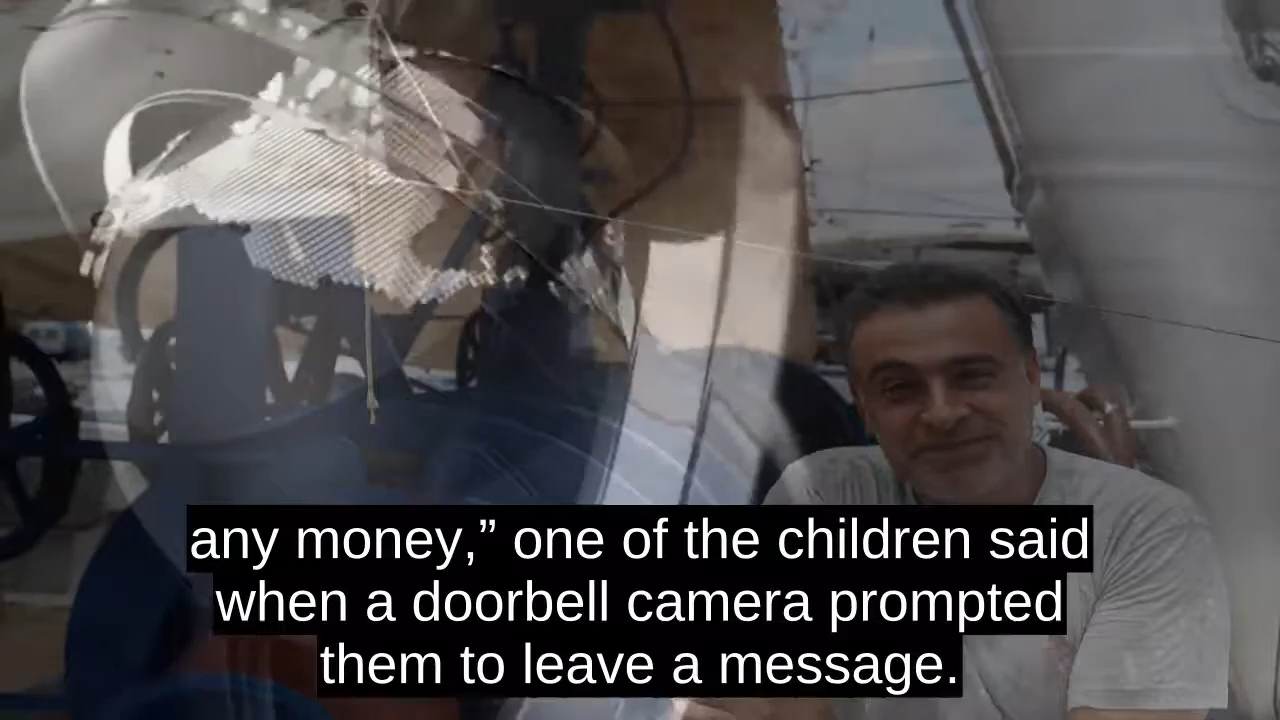 any money,” one of the children said
when a doorbell camera prompted
them to leave a message.